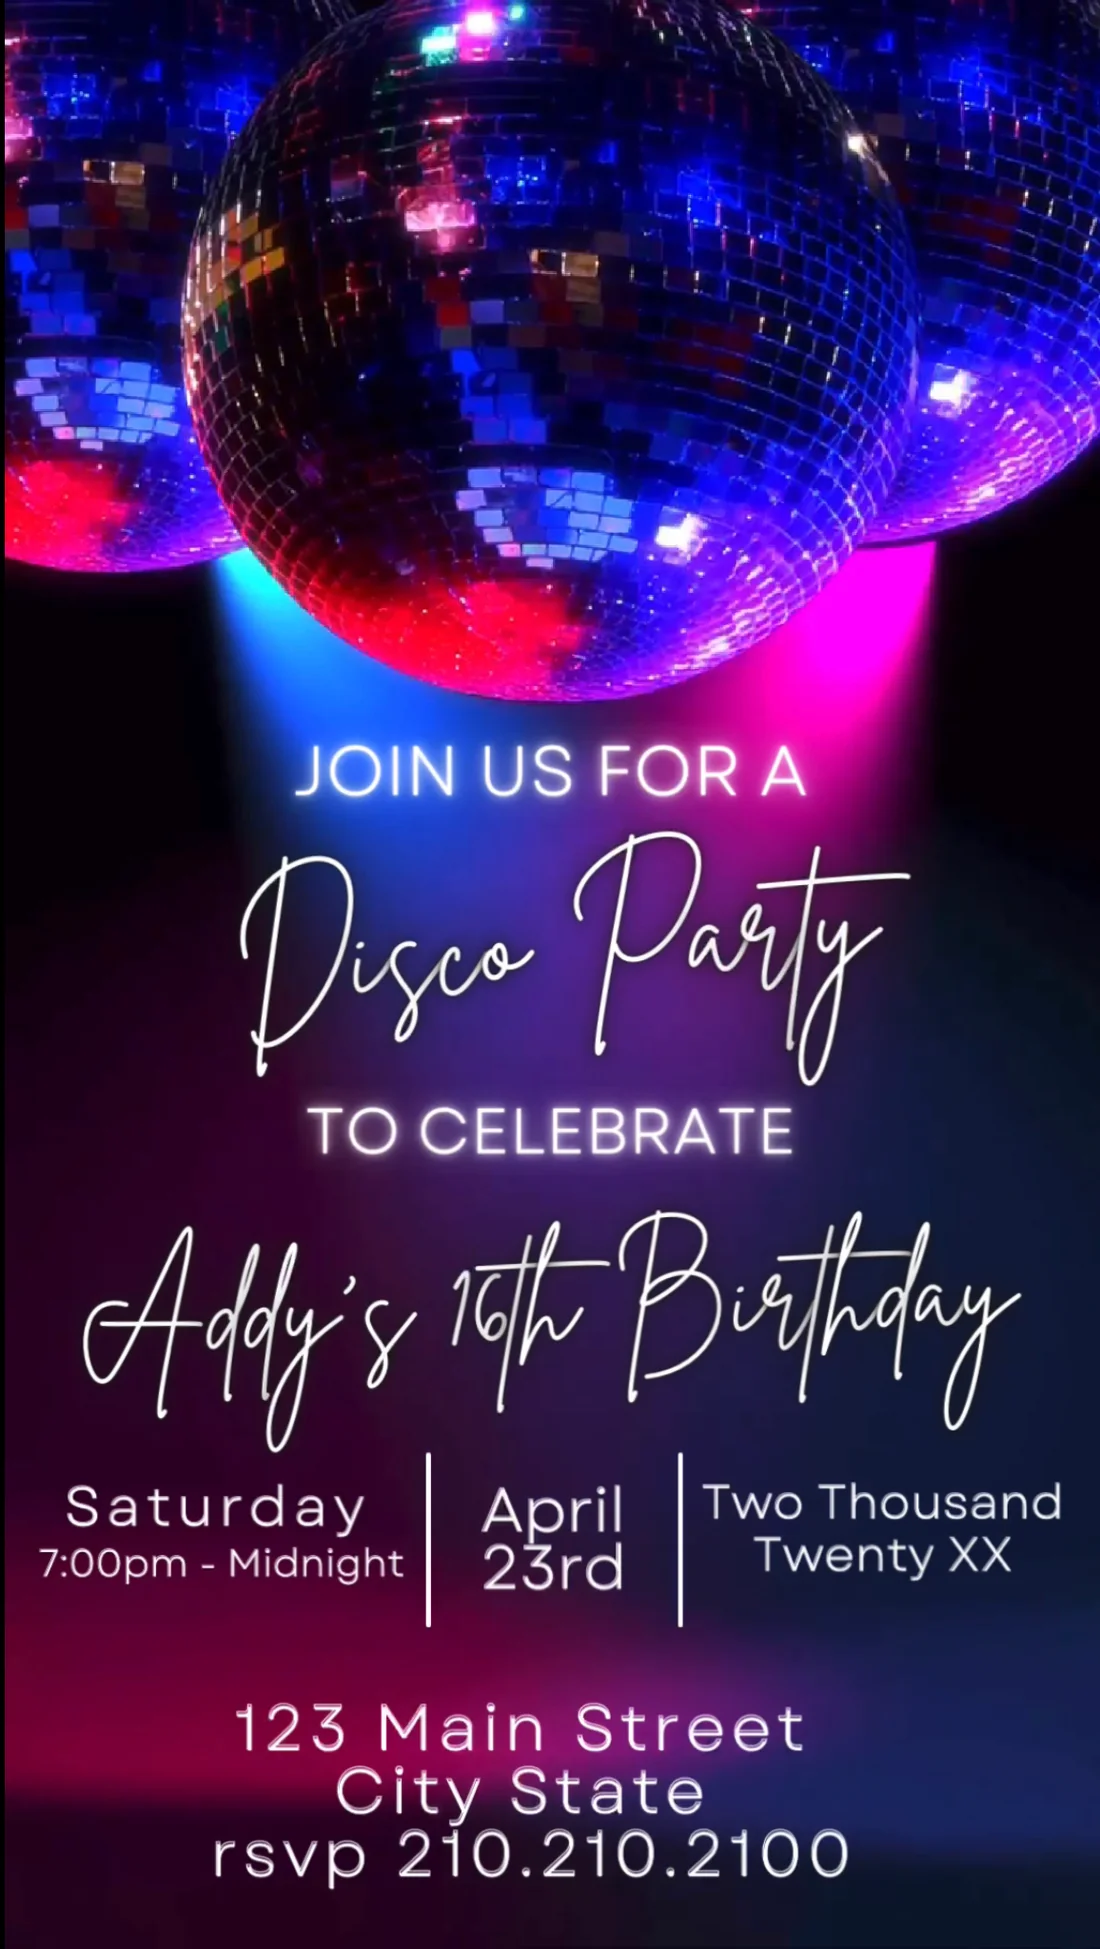 JOIN US FOR A
Disco Party
TO CELEBRATE
Addy's 16th Birthday
Saturday
7:00pm - Midnight
April
23rd
Two Thousand
Twenty XX
123 Main Street
City State
rsvp 210.210.2100